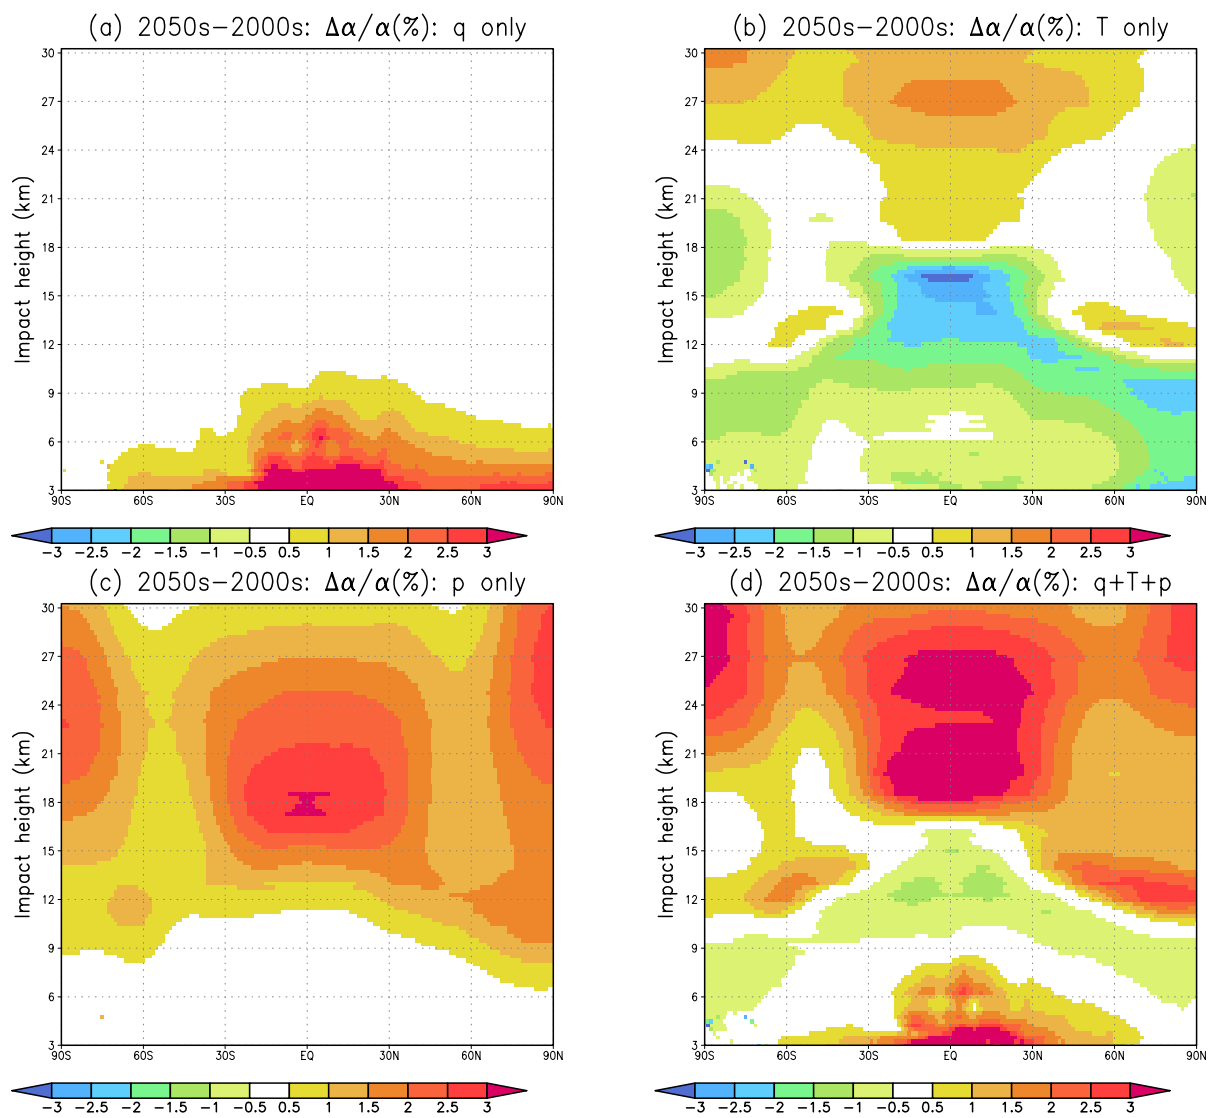 (a) 2050s−2000s: Δα/α(%): q only
Impact height (km)
30
27
24
21
18
15
12
9
6
3
90S 60S 30S EQ 30N 60N 90N
−3 −2.5 −2 −1.5 −1 −0.5 0.5 1 1.5 2 2.5 3
(b) 2050s−2000s: Δα/α(%): T only
Impact height (km)
30
27
24
21
18
15
12
9
6
3
90S 60S 30S EQ 30N 60N 90N
−3 −2.5 −2 −1.5 −1 −0.5 0.5 1 1.5 2 2.5 3
(c) 2050s−2000s: Δα/α(%): p only
Impact height (km)
30
27
24
21
18
15
12
9
6
3
90S 60S 30S EQ 30N 60N 90N
−3 −2.5 −2 −1.5 −1 −0.5 0.5 1 1.5 2 2.5 3
(d) 2050s−2000s: Δα/α(%): q+T+p
Impact height (km)
30
27
24
21
18
15
12
9
6
3
90S 60S 30S EQ 30N 60N 90N
−3 −2.5 −2 −1.5 −1 −0.5 0.5 1 1.5 2 2.5 3